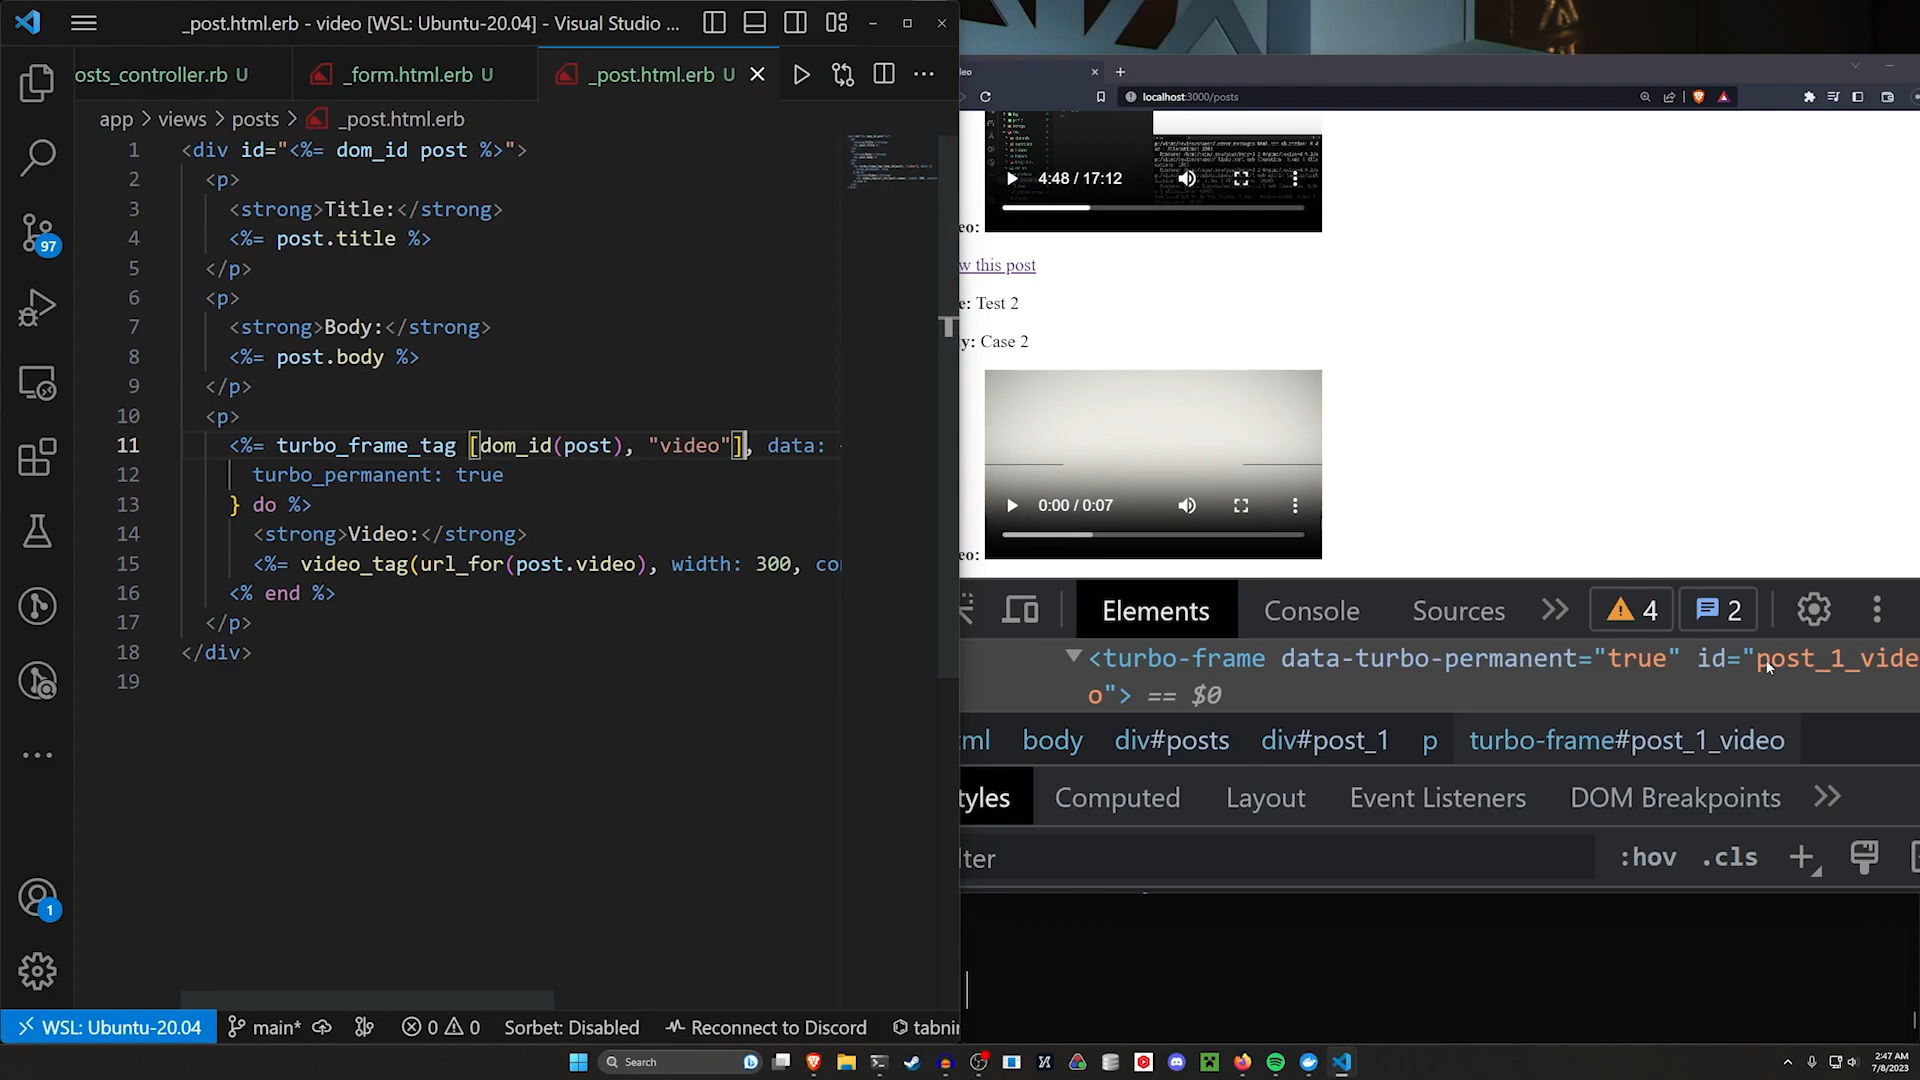 _post.html.erb - video [WSL: Ubuntu-20.04] - Visual Studio ...
osts_controller.rb U
_form.html.erb U
_post.html.erb U
app > views > posts > _post.html.erb
1 <div id="<%= dom_id post %>">
2 <p>
3 <strong>Title:</strong>
4 <%= post.title %>
5 </p>
6 <p>
7 <strong>Body:</strong>
8 <%= post.body %>
9 </p>
10 <p>
11 <%= turbo_frame_tag [dom_id(post), "video"], data:
12 turbo_permanent: true
13 } do %>
14 <strong>Video:</strong>
15 <%= video_tag(url_for(post.video), width: 300, co
16 <% end %>
17 </p>
18 </div>
19
97
1
WSL: Ubuntu-20.04
main*
0 0
Sorbet: Disabled
Reconnect to Discord
tabnin
eo
localhost:3000/posts
4:48 / 17:12
eo:
w this post
e: Test 2
y: Case 2
0:00 / 0:07
eo:
Elements Console Sources 4 2
<turbo-frame data-turbo-permanent="true" id="post_1_vide
o"> == $0
ml body div#posts div#post_1 p turbo-frame#post_1_video
tyles Computed Layout Event Listeners DOM Breakpoints
lter
:hov .cls
Search
2:47 AM
7/8/2023